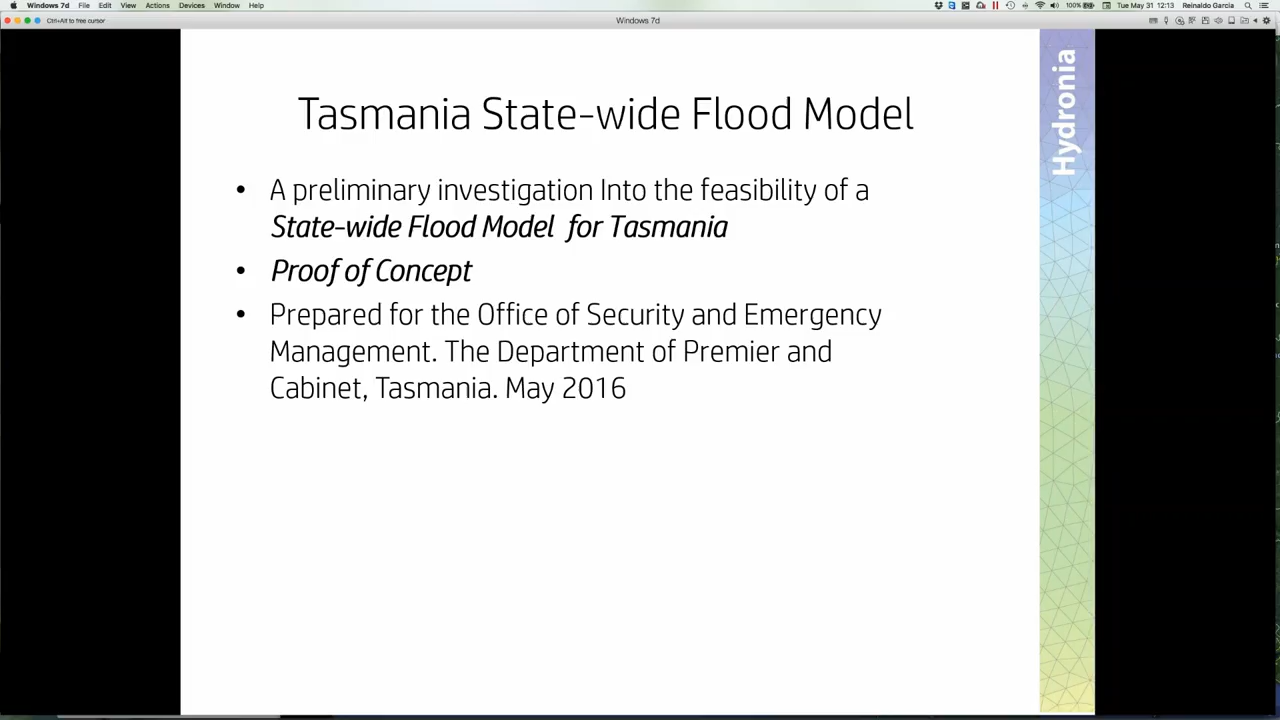 Windows 7d File Edit View Actions Devices Window Help
100% Tue May 31 12:13 Reinaldo Garcia
Ctrl+Alt to free cursor
Windows 7d
Hydronia
Tasmania State-wide Flood Model
• A preliminary investigation Into the feasibility of a
State-wide Flood Model for Tasmania
• Proof of Concept
• Prepared for the Office of Security and Emergency
Management. The Department of Premier and
Cabinet, Tasmania. May 2016